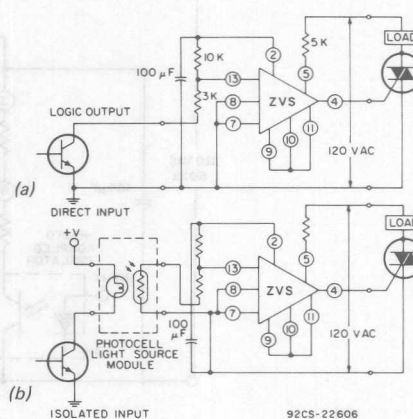 LOAD
5 K
10 K
2
100 μF
13
5
3K
LOGIC OUTPUT
8
ZVS
4
7
11
10
9
120 VAC
(a)
DIRECT INPUT
LOAD
+V
2
5
13
ZVS
8
4
7
11
10
9
100 μF
120 VAC
PHOTOCELL
LIGHT SOURCE
MODULE
(b)
ISOLATED INPUT
92CS-22606